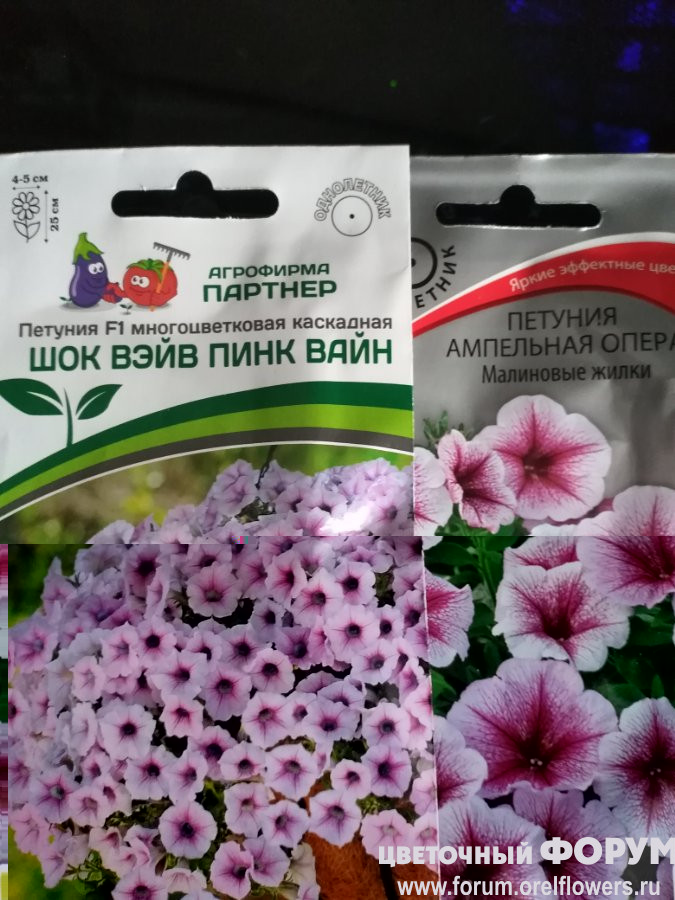 4-5 см
25 см
ОДНОЛЕТНИК
АГРОФИРМА
ПАРТНЕР
Петуния F1 многоцветковая каскадная
ШОК ВЭЙВ ПИНК ВАЙН
ЕТНИК
Яркие эффектные цве
ПЕТУНИЯ
АМПЕЛЬНАЯ ОПЕРА
Малиновые жилки
цветочный ФОРУМ
www.forum.orelflowers.ru